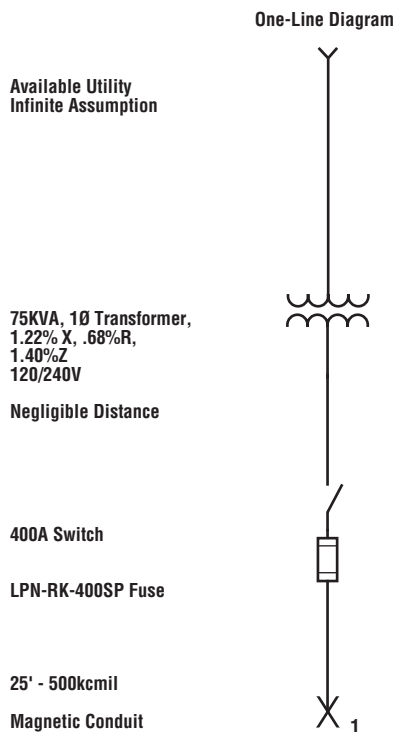 One-Line Diagram
Available Utility
Infinite Assumption
75KVA, 1Ø Transformer,
1.22% X, .68%R,
1.40%Z
120/240V
Negligible Distance
400A Switch
LPN-RK-400SP Fuse
25' - 500kcmil
Magnetic Conduit
1